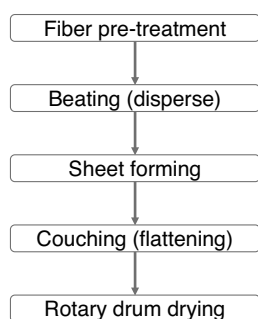 Fiber pre-treatment
Beating (disperse)
Sheet forming
Couching (flattening)
Rotary drum drying